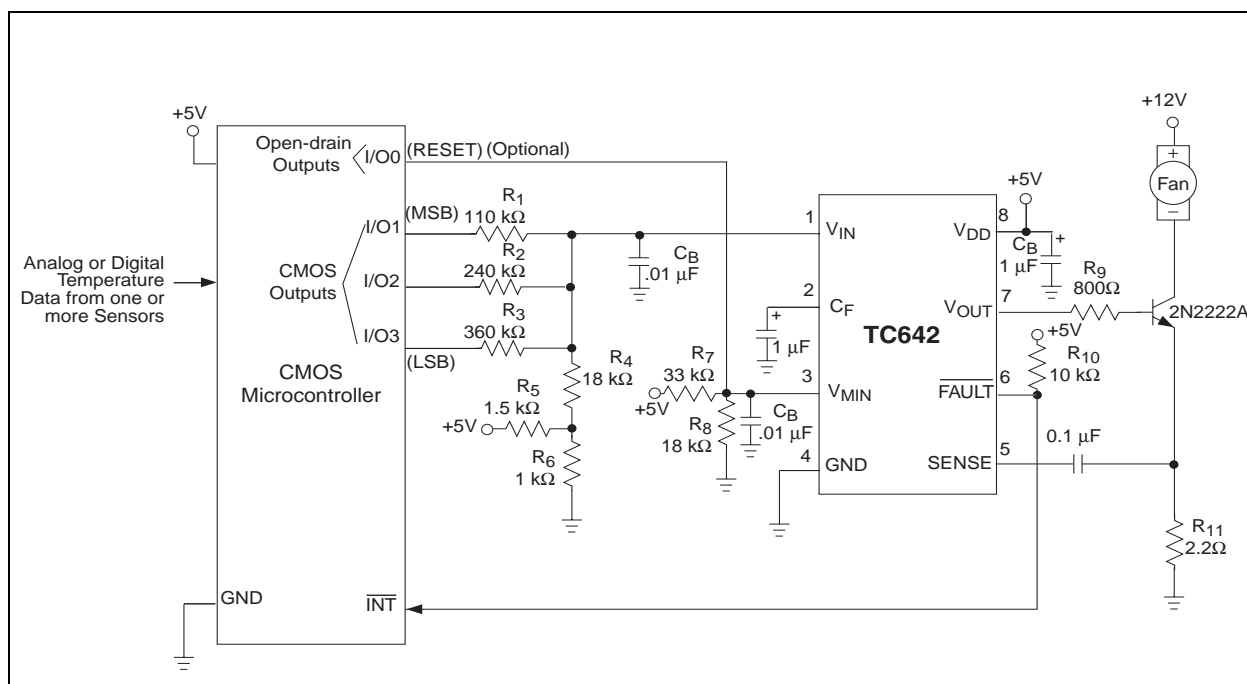 +5V
Open-drain
Outputs
I/O0
(RESET) (Optional)
I/O1
(MSB)
R1
110 kΩ
R2
240 kΩ
I/O2
CMOS
Outputs
R3
360 kΩ
I/O3
(LSB)
Analog or Digital
Temperature
Data from one or
more Sensors
CMOS
Microcontroller
R4
18 kΩ
R5
1.5 kΩ
+5V
R6
1 kΩ
GND
INT
CB
.01 µF
1 µF
+
R7
33 kΩ
+5V
R8
18 kΩ
CB
.01 µF
1
VIN
2
CF
3
VMIN
4
GND
TC642
8
VDD
7
VOUT
6
FAULT
5
SENSE
+5V
CB
1 µF
+
R9
800Ω
+5V
R10
10 kΩ
0.1 µF
+12V
+
Fan
–
2N2222A
R11
2.2Ω